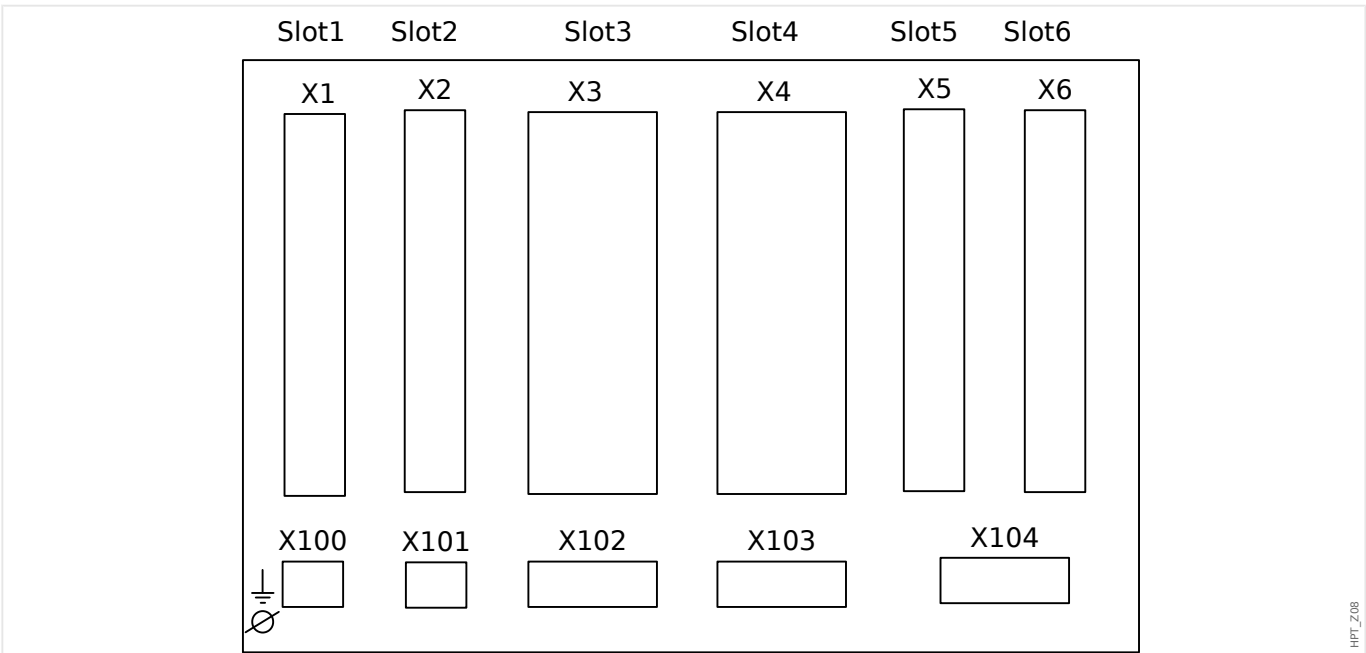 Slot1 Slot2 Slot3 Slot4 Slot5 Slot6
X1 X2 X3 X4 X5 X6
X100 X101 X102 X103 X104
HPT_Z08